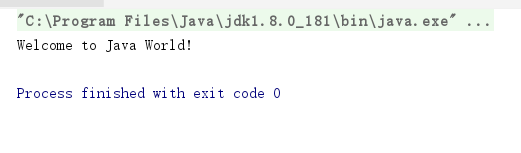 "C:\Program Files\Java\jdk1.8.0_181\bin\java.exe" ...
Welcome to Java World!
Process finished with exit code 0